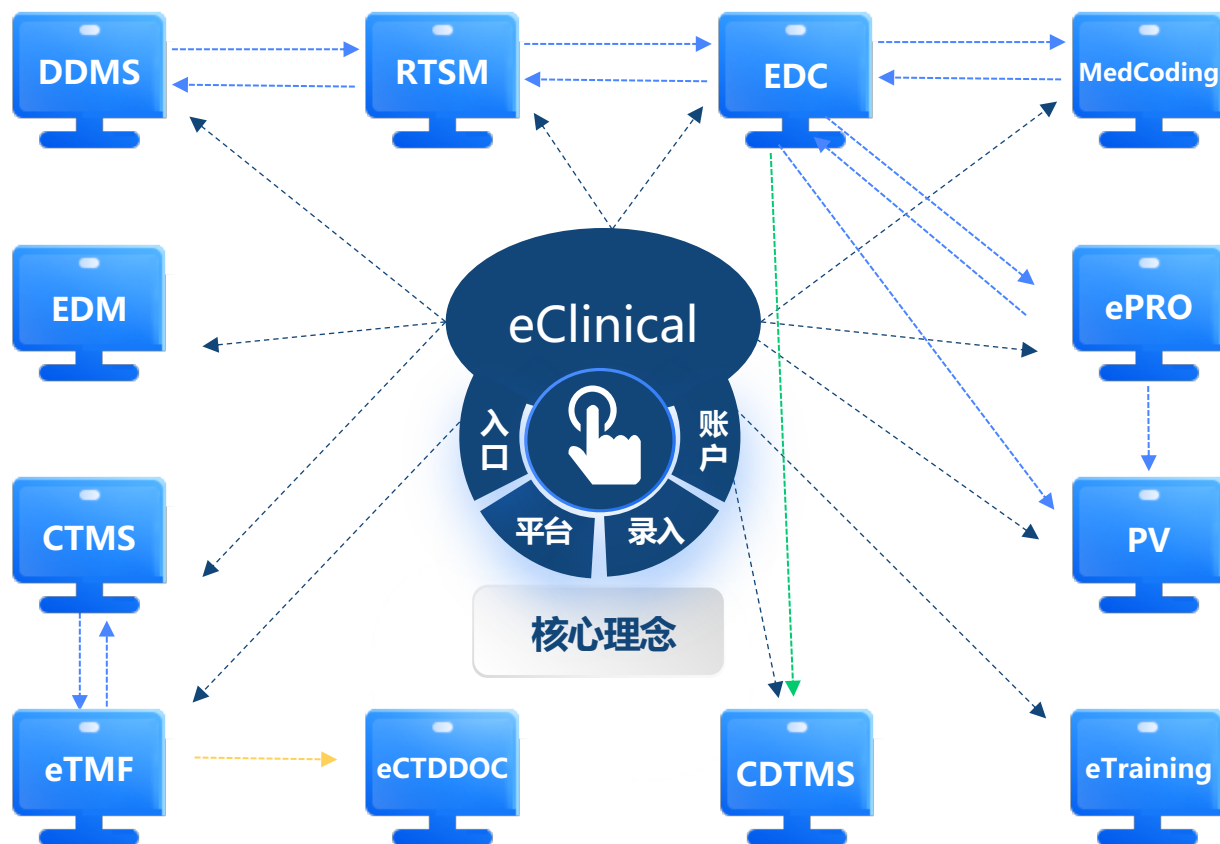 DDMS
RTSM
EDC
MedCoding
EDM
eClinical
ePRO
入口
账户
平台
录入
CTMS
PV
核心理念
eTMF
eCTDDOC
CDTMS
eTraining